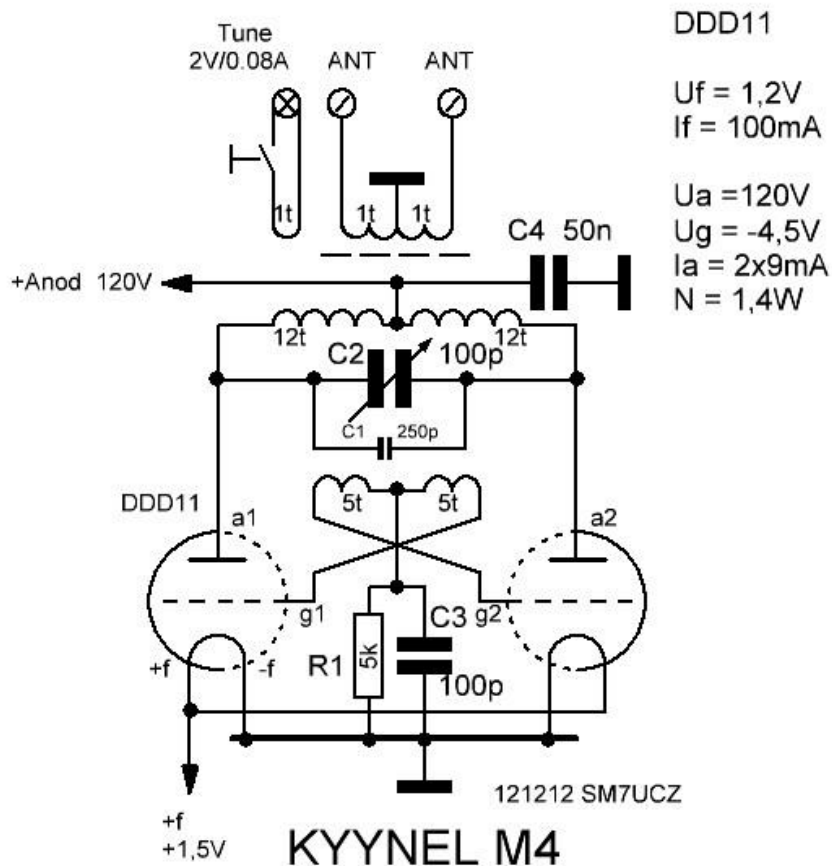 DDD11
Tune
2V/0.08A
ANT
ANT
Uf = 1,2V
If = 100mA
Ua =120V
Ug = -4,5V
Ia = 2x9mA
N = 1,4W
1t
1t
1t
C4 50n
+Anod 120V
12t
12t
C2
100p
C1
250p
5t
5t
DDD11
a1
a2
g1
g2
C3
+f
-f
R1
5k
100p
121212 SM7UCZ
+f
+1,5V
KYYNEL M4